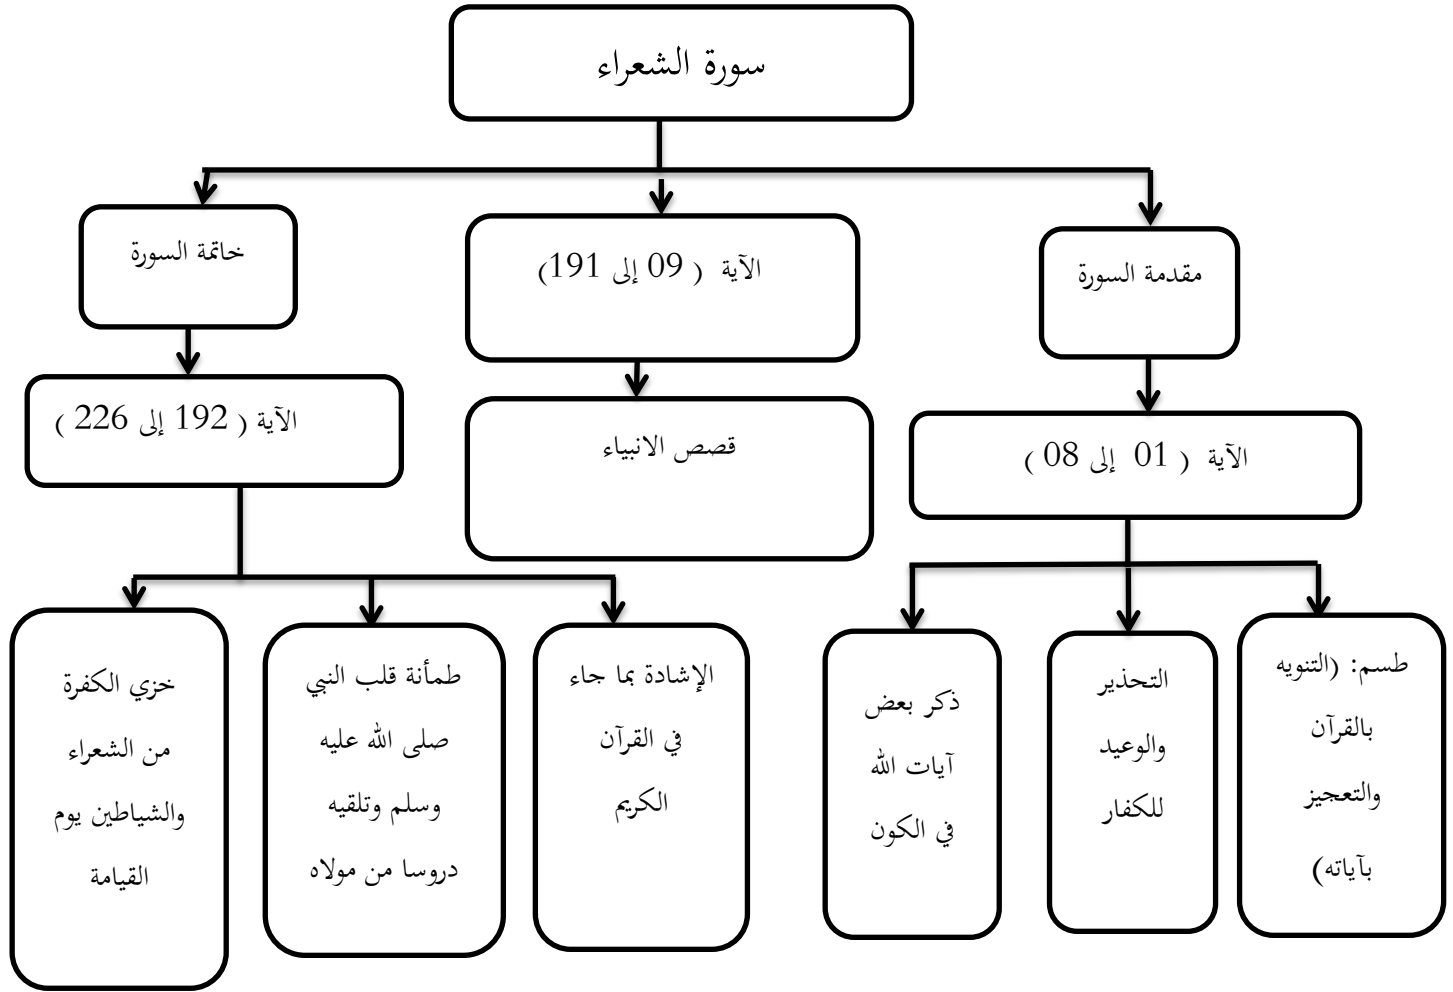 سورة الشعراء
مقدمة السورة
الآية ( 01 إلى 08 )
طسم: (التنويه
بالقرآن
والتعجيز
بآياته)
التحذير
والوعيد
للكفار
ذكر بعض
آيات الله
في الكون
الآية ( 09 إلى 191)
قصص الانبياء
خاتمة السورة
الآية ( 192 إلى 226 )
الإشادة بما جاء
في القرآن
الكريم
طمأنة قلب النبي
صلى الله عليه
وسلم وتلقيه
دروسا من مولاه
خزي الكفرة
من الشعراء
والشياطين يوم
القيامة